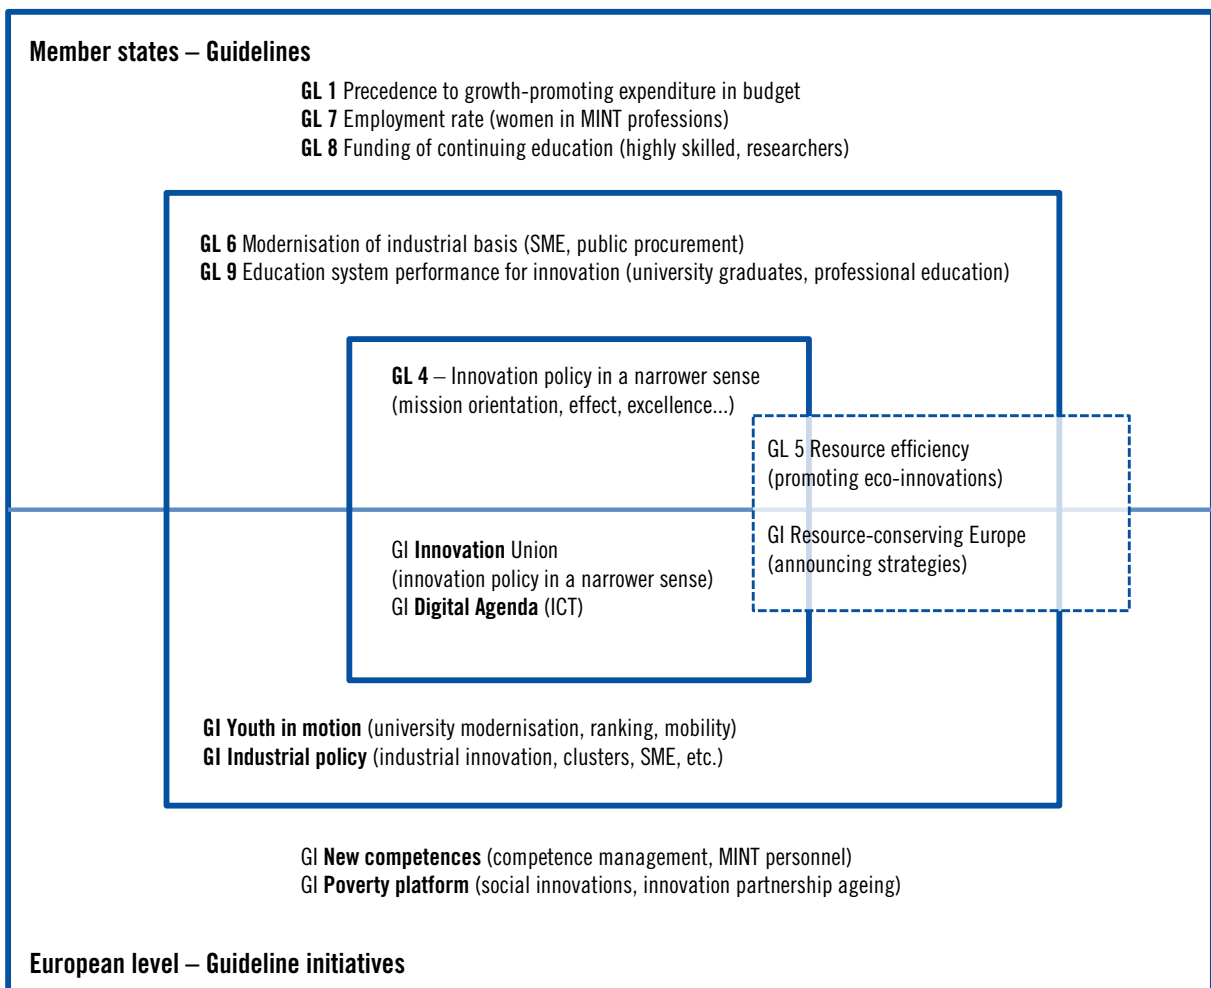 Member states – Guidelines
GL 1 Precedence to growth-promoting expenditure in budget
GL 7 Employment rate (women in MINT professions)
GL 8 Funding of continuing education (highly skilled, researchers)
GL 6 Modernisation of industrial basis (SME, public procurement)
GL 9 Education system performance for innovation (university graduates, professional education)
GL 4 – Innovation policy in a narrower sense
(mission orientation, effect, excellence...)
GL 5 Resource efficiency
(promoting eco-innovations)
GI Resource-conserving Europe
(announcing strategies)
GI Innovation Union
(innovation policy in a narrower sense)
GI Digital Agenda (ICT)
GI Youth in motion (university modernisation, ranking, mobility)
GI Industrial policy (industrial innovation, clusters, SME, etc.)
GI New competences (competence management, MINT personnel)
GI Poverty platform (social innovations, innovation partnership ageing)
European level – Guideline initiatives